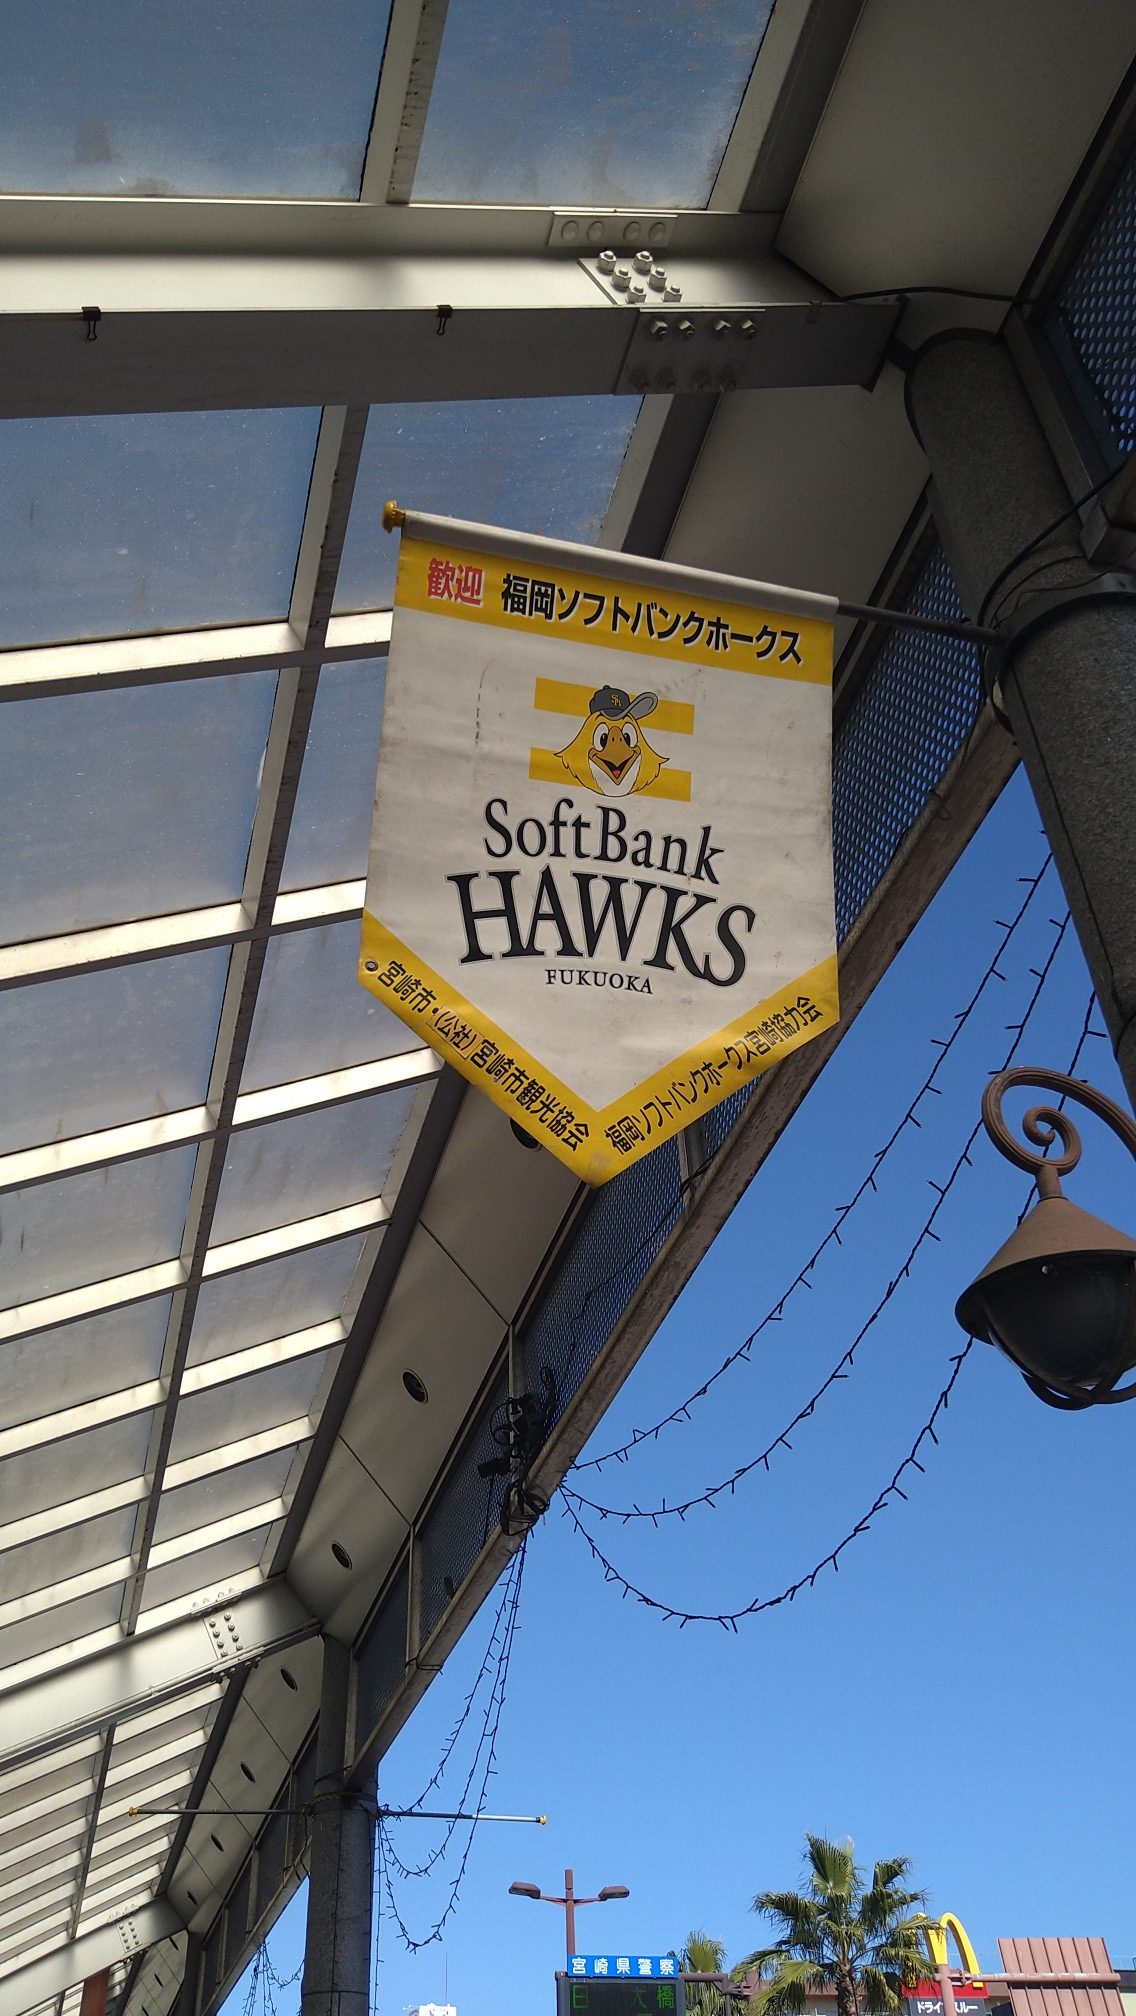 歓迎 福岡ソフトバンクホークス
SoftBank
HAWKS
FUKUOKA
宮崎市・(公社)宮崎市観光協会
福岡ソフトバンクホークス宮崎協力会
宮崎県警察
大橋